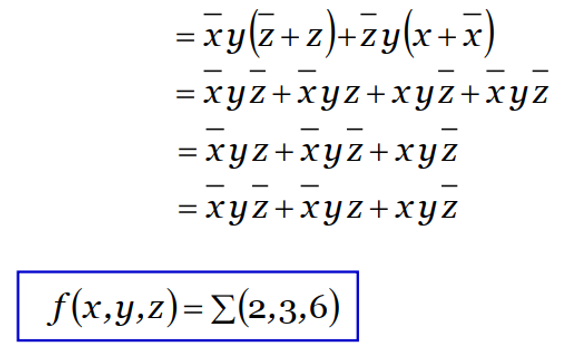 = x̅y(z̅ + z)+z̅y(x + x̅)
= x̅yz̅ + x̅yz + xyz̅ + x̅yz̅
= x̅yz + x̅yz̅ + xyz̅
= x̅yz̅ + x̅yz + xyz̅
f(x,y,z)= ∑(2,3,6)